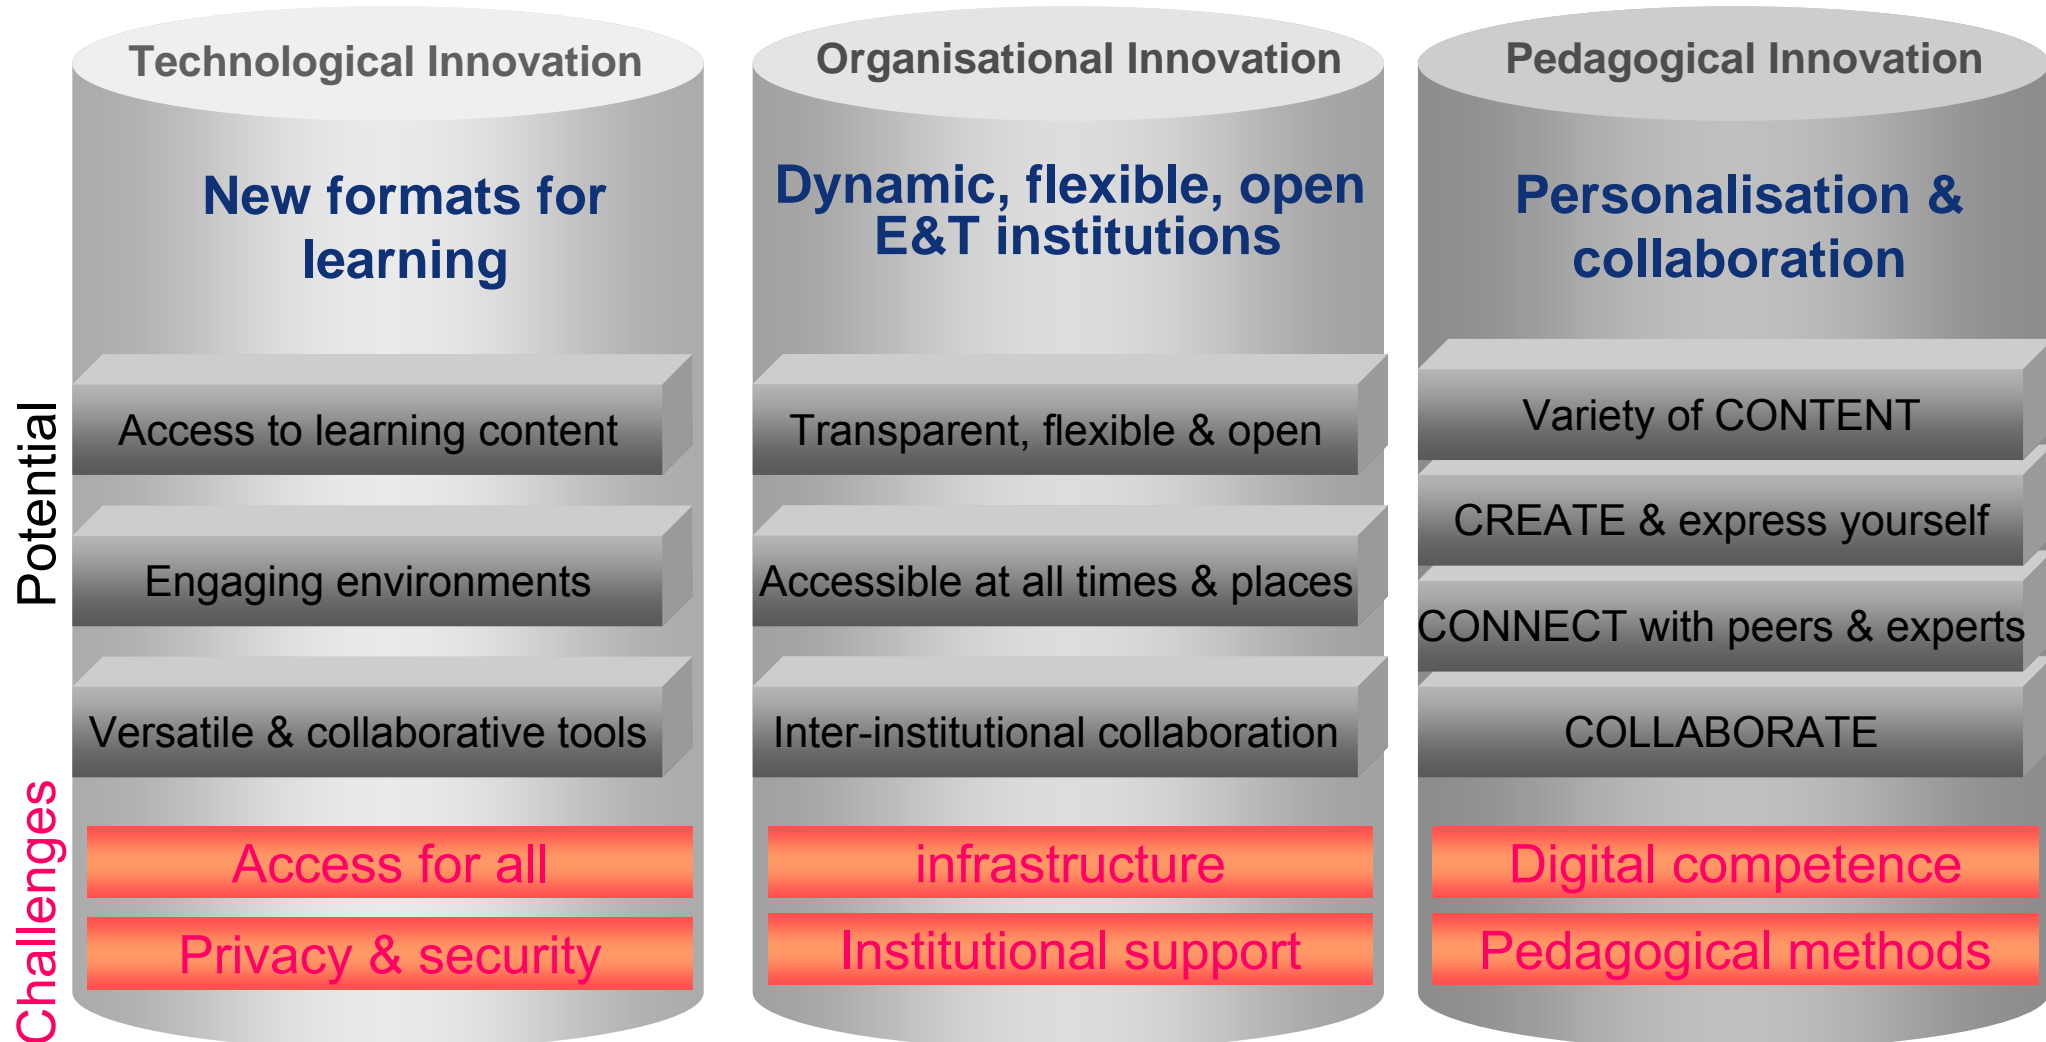 Technological Innovation
New formats for
learning
Potential
Access to learning content
Engaging environments
Versatile & collaborative tools
Challenges
Access for all
Privacy & security
Organisational Innovation
Dynamic, flexible, open
E&T institutions
Transparent, flexible & open
Accessible at all times & places
Inter-institutional collaboration
infrastructure
Institutional support
Pedagogical Innovation
Personalisation &
collaboration
Variety of CONTENT
CREATE & express yourself
CONNECT with peers & experts
COLLABORATE
Digital competence
Pedagogical methods